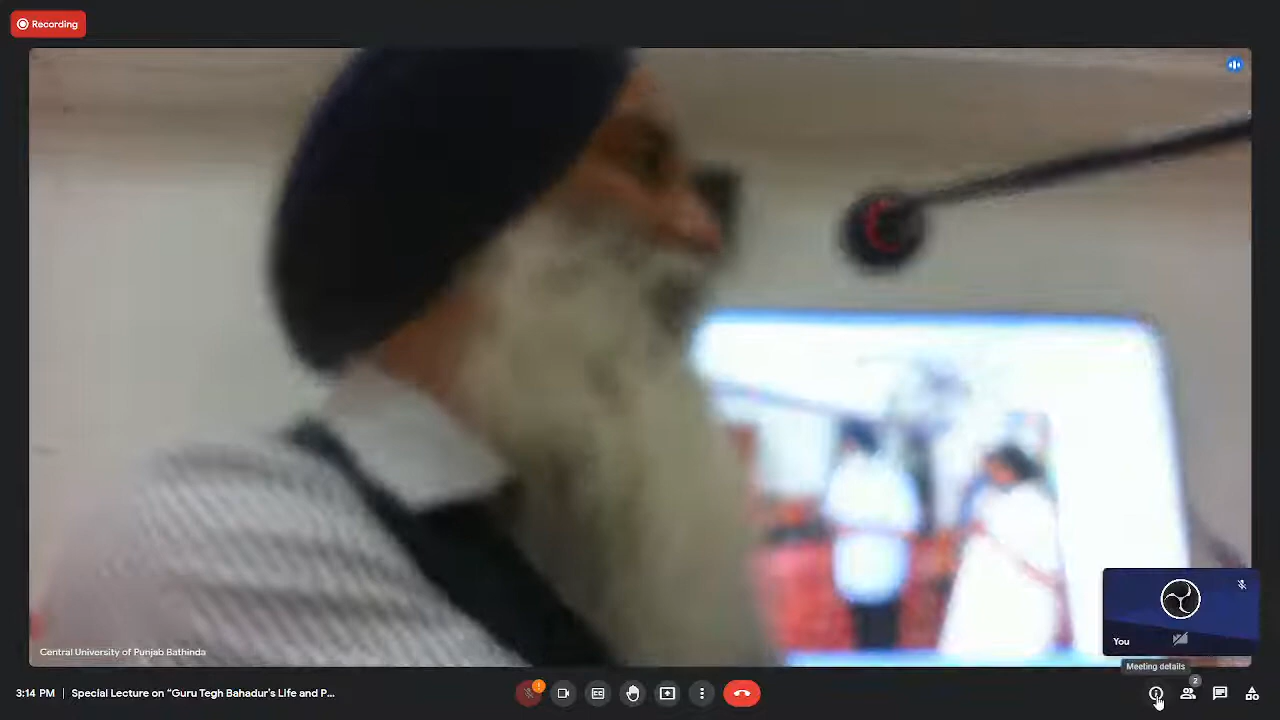 Recording
Central University of Punjab Bathinda
You
Meeting details
3:14 PM | Special Lecture on "Guru Tegh Bahadur's Life and P...
2